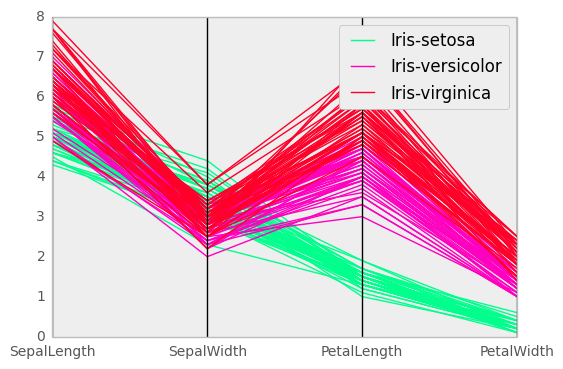 8
7
6
5
4
3
2
1
0
Iris-setosa
Iris-versicolor
Iris-virginica
SepalLength SepalWidth PetalLength PetalWidth